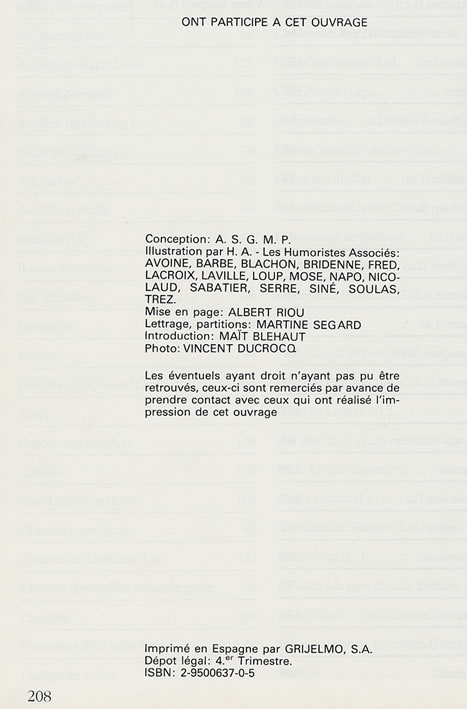 ONT PARTICIPE A CET OUVRAGE
Conception: A. S. G. M. P.
Illustration par H. A. - Les Humoristes Associés:
AVOINE, BARBE, BLACHON, BRIDENNE, FRED,
LACROIX, LAVILLE, LOUP, MOSE, NAPO, NICO-
LAUD, SABATIER, SERRE, SINÉ, SOULAS,
TREZ.
Mise en page: ALBERT RIOU
Lettrage, partitions: MARTINE SEGARD
Introduction: MAÏT BLEHAUT
Photo: VINCENT DUCROCQ
Les éventuels ayant droit n'ayant pas pu être
retrouvés, ceux-ci sont remerciés par avance de
prendre contact avec ceux qui ont réalisé l'im-
pression de cet ouvrage
Imprimé en Espagne par GRIJELMO, S.A.
Dépot légal: 4.er Trimestre.
ISBN: 2-9500637-0-5
208